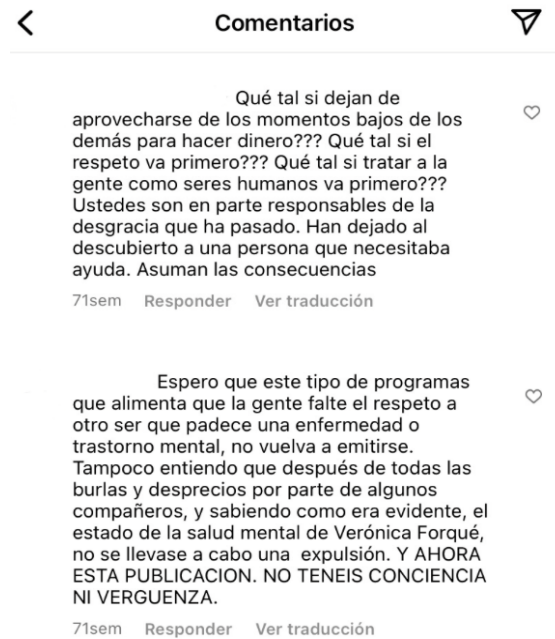 Comentarios
Qué tal si dejan de
aprovecharse de los momentos bajos de los
demás para hacer dinero??? Qué tal si el
respeto va primero??? Qué tal si tratar a la
gente como seres humanos va primero???
Ustedes son en parte responsables de la
desgracia que ha pasado. Han dejado al
descubierto a una persona que necesitaba
ayuda. Asuman las consecuencias
71sem Responder Ver traducción
Espero que este tipo de programas
que alimenta que la gente falte el respeto a
otro ser que padece una enfermedad o
trastorno mental, no vuelva a emitirse.
Tampoco entiendo que después de todas las
burlas y desprecios por parte de algunos
compañeros, y sabiendo como era evidente, el
estado de la salud mental de Verónica Forqué,
no se llevase a cabo una  expulsión. Y AHORA
ESTA PUBLICACION. NO TENEIS CONCIENCIA
NI VERGUENZA.
71sem Responder Ver traducción